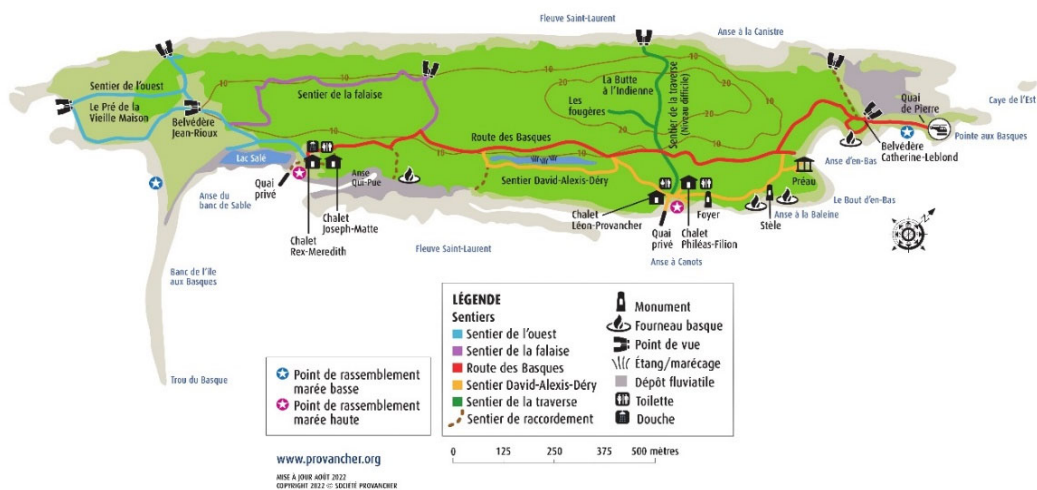 Fleuve Saint-Laurent
Anse à la Canistre
Sentier de l'ouest
Le Pré de la
Vieille Maison
Belvédère
Jean-Rioux
10
10
Sentier de la falaise
10
10
20
20
La Butte
à l'Indienne
Les
fougères
Sentier de la traverse
(Niveau difficile)
20
10
Route des Basques
Quai
de Pierre
Caye de l'Est
Pointe aux Basques
Belvédère
Catherine-Leblond
Anse d'en-Bas
Lac Salé
Quai
privé
Anse du
banc de Sable
Chalet
Rex-Meredith
Chalet
Joseph-Matte
Anse
Qui-Pue
Sentier David-Alexis-Déry
Chalet
Léon-Provancher
Quai
privé
Chalet
Philéas-Filion
Foyer
Préau
Stèle
Anse à la Baleine
Le Bout d'en-Bas
Anse à Canots
Fleuve Saint-Laurent
Banc de l'île
aux Basques
Trou du Basque
N
LÉGENDE
Sentiers
Sentier de l'ouest
Sentier de la falaise
Route des Basques
Sentier David-Alexis-Déry
Sentier de la traverse
Sentier de raccordement
Monument
Fourneau basque
Point de vue
Étang/marécage
Dépôt fluviatile
Toilette
Douche
Point de rassemblement
marée basse
Point de rassemblement
marée haute
0 125 250 375 500 mètres
www.provancher.org
MISE À JOUR AOÛT 2022
COPYRIGHT 2022 © SOCIÉTÉ PROVANCHER